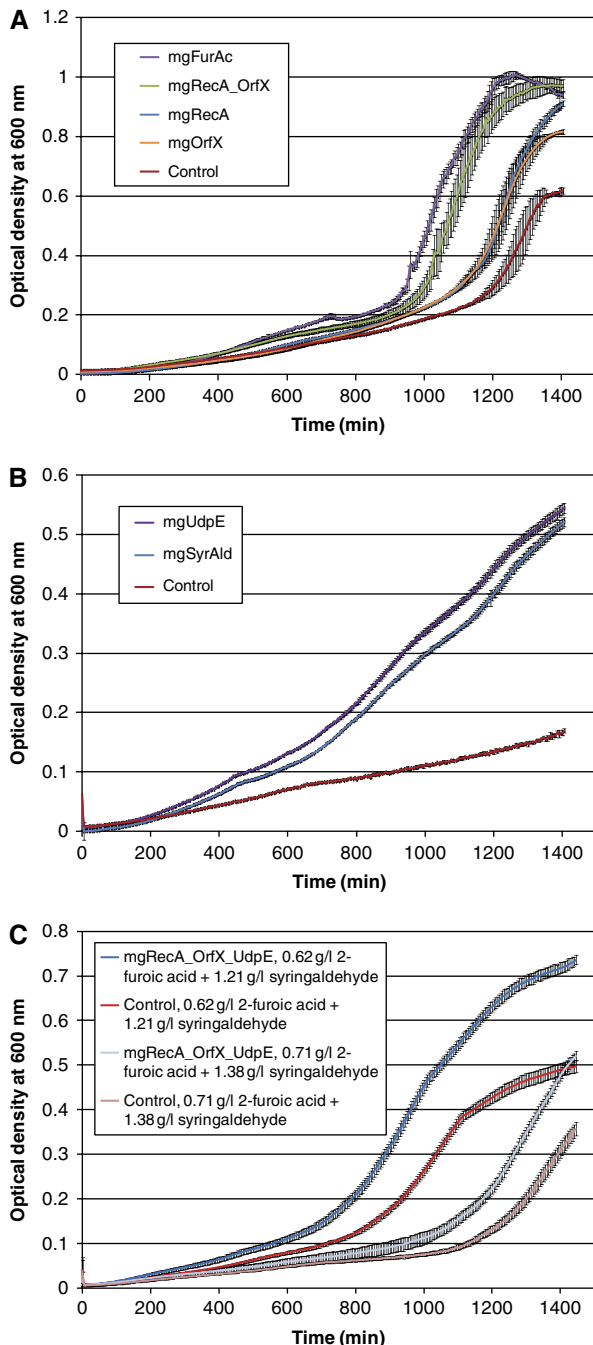 A
Optical density at 600 nm
1.2
1
0.8
0.6
0.4
0.2
0
mgFurAc
mgRecA_OrfX
mgRecA
mgOrfX
Control
0 200 400 600 800 1000 1200 1400
Time (min)
B
Optical density at 600 nm
0.6
0.5
0.4
0.3
0.2
0.1
0
mgUdpE
mgSyrAld
Control
0 200 400 600 800 1000 1200 1400
Time (min)
C
Optical density at 600 nm
0.8
0.7
0.6
0.5
0.4
0.3
0.2
0.1
0
mgRecA_OrfX_UdpE, 0.62 g/l 2-
furoic acid + 1.21 g/l syringaldehyde
Control, 0.62 g/l 2-furoic acid +
1.21 g/l syringaldehyde
mgRecA_OrfX_UdpE, 0.71 g/l 2-
furoic acid + 1.38 g/l syringaldehyde
Control, 0.71 g/l 2-furoic acid +
1.38 g/l syringaldehyde
0 200 400 600 800 1000 1200 1400
Time (min)